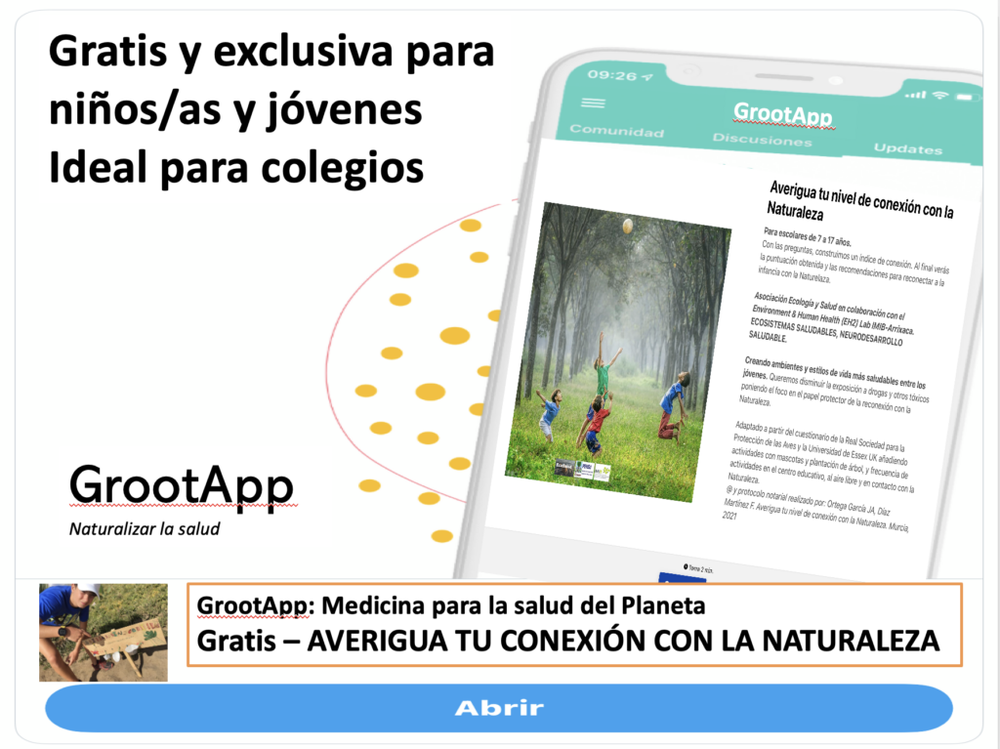 Gratis y exclusiva para
niños/as y jóvenes
Ideal para colegios
09:26
GrootApp
Comunidad
Discusiones
Updates
Averigua tu nivel de conexión con la
Naturaleza
Para escolares de 7 a 17 años.
Con las preguntas, construimos un índice de conexión. Al final verás
la puntuación obtenida y las recomendaciones para reconectar a la
infancia con la Naturaleza.
Asociación Ecología y Salud en colaboración con el
Environment & Human Health (EH2) Lab IMIB-Arrixaca.
ECOSISTEMAS SALUDABLES, NEURODESARROLLO
SALUDABLE.
Creando ambientes y estilos de vida más saludables entre los
jóvenes. Queremos disminuir la exposición a drogas y otros tóxicos
poniendo el foco en el papel protector de la reconexión con la
Naturaleza.
Adaptado a partir del cuestionario de la Real Sociedad para la
Protección de las Aves y la Universidad de Essex UK añadiendo
actividades con mascotas y plantación de árbol, y frecuencia de
actividades en el centro educativo, al aire libre y en contacto con la
Naturaleza.
@ y protocolo notarial realizado por: Ortega García JA, Díaz
Martínez F. Averigua tu nivel de conexión con la Naturaleza. Murcia,
2021
Toma 2 min.
GrootApp
Naturalizar la salud
GrootApp: Medicina para la salud del Planeta
Gratis – AVERIGUA TU CONEXIÓN CON LA NATURALEZA
Abrir